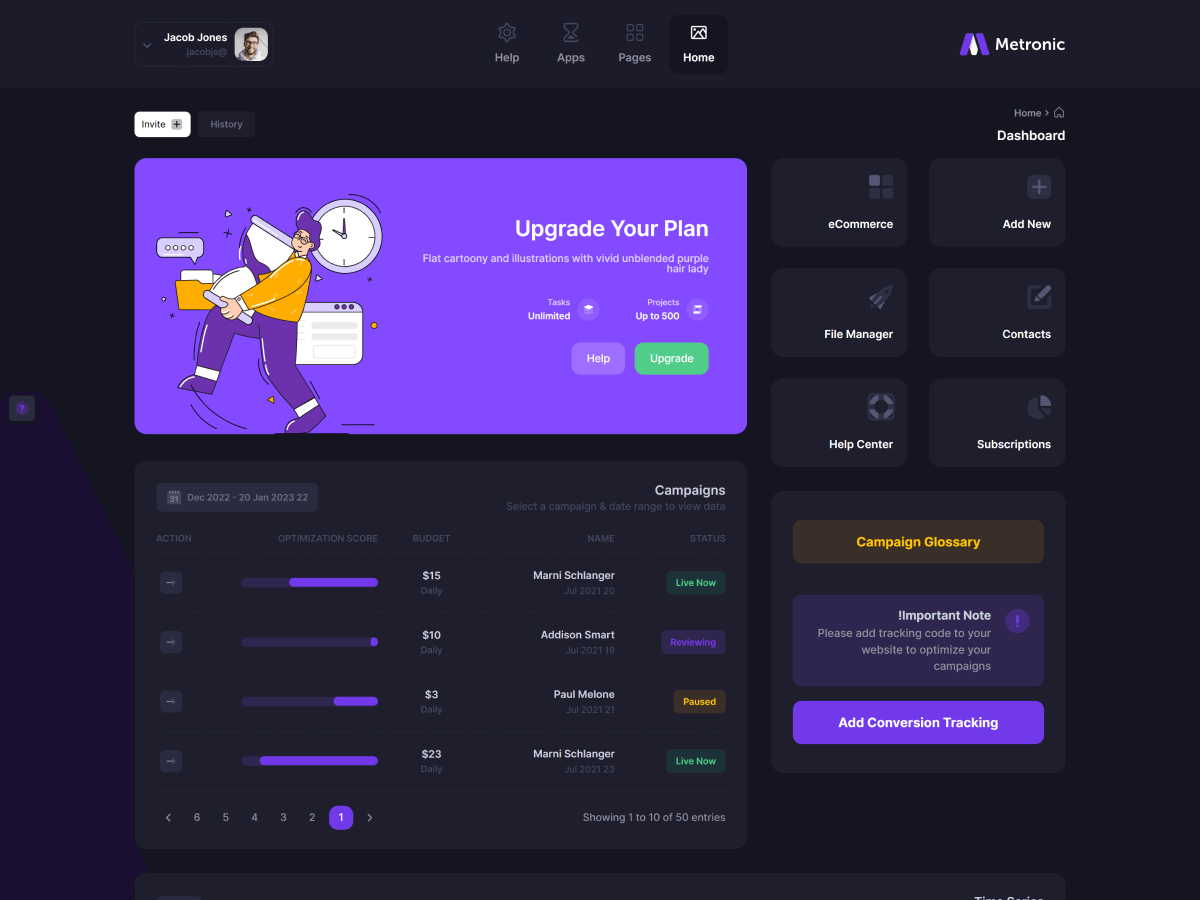 Metronic
Home
Pages
Apps
Help
Jacob Jones
jacobjs@
Home
Dashboard
History
Invite
Upgrade Your Plan
Flat cartoony and illustrations with vivid unblended purple
hair lady
Projects
Up to 500
Tasks
Unlimited
Upgrade
Help
Add New
eCommerce
Contacts
File Manager
Subscriptions
Help Center
Campaigns
Select a campaign & date range to view data
31
Dec 2022 - 20 Jan 2023 22
STATUS
NAME
BUDGET
OPTIMIZATION SCORE
ACTION
Live Now
Marni Schlanger
Jul 2021 20
$15
Daily
Reviewing
Addison Smart
Jul 2021 19
$10
Daily
Paused
Paul Melone
Jul 2021 21
$3
Daily
Live Now
Marni Schlanger
Jul 2021 23
$23
Daily
Showing 1 to 10 of 50 entries
6 5 4 3 2 1
Campaign Glossary
!Important Note
Please add tracking code to your
website to optimize your
campaigns
Add Conversion Tracking
Time Series